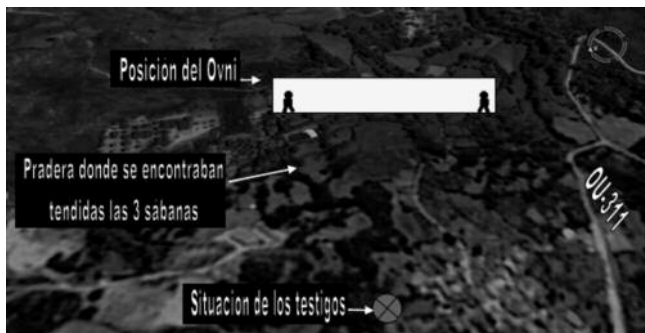 Posicion del Ovni
Pradera donde se encontraban
tendidas las 3 sabanas
OU-311
Situacion de los testigos